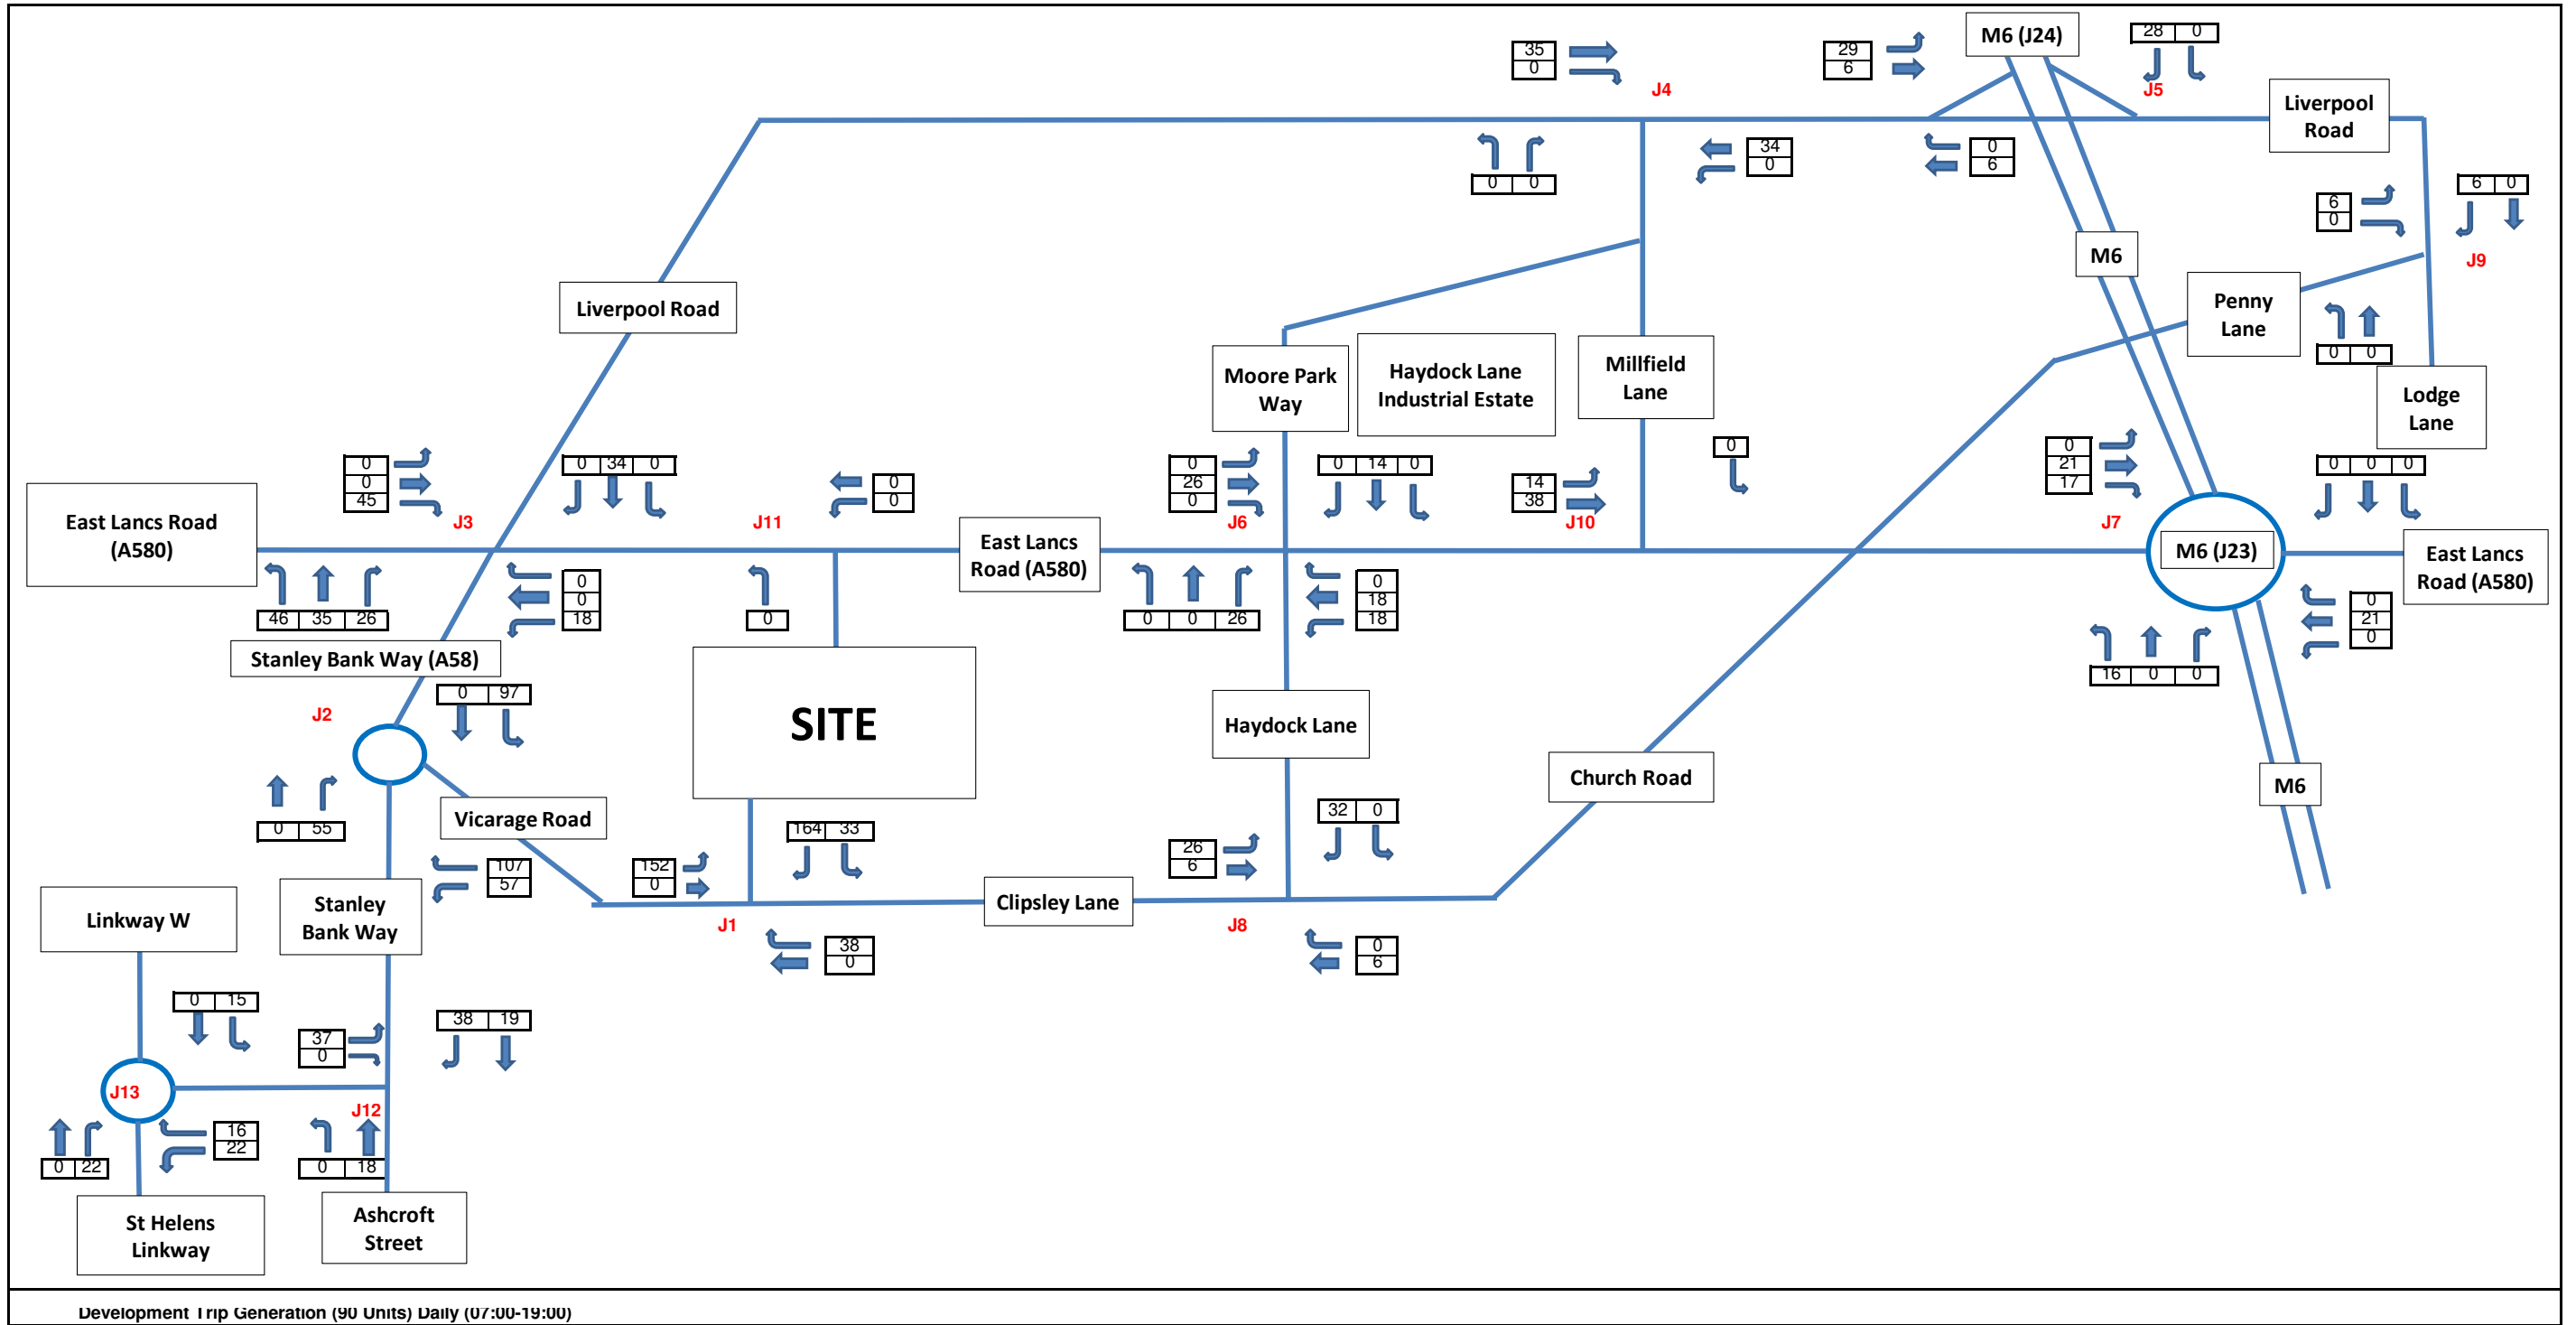 M6 (J24)
28 0
35
0
29
6
J4
J5
Liverpool
Road
0 0
34
0
0
6
6
0
6 0
J9
M6
Liverpool Road
Penny
Lane
0 0
Moore Park
Way
Haydock Lane
Industrial Estate
Millfield
Lane
Lodge
Lane
0
0
45
0 34 0
0
0
0
26
0
0 14 0
14
38
0
0
21
17
0 0 0
East Lancs Road
(A580)
J3
J11
J6
J10
J7
East Lancs
Road (A580)
M6 (J23)
East Lancs
Road (A580)
46 35 26
0
0
18
0
0 0 26
0
18
18
0
21
0
16 0 0
Stanley Bank Way (A58)
0 97
J2
SITE
Haydock Lane
Church Road
M6
0 55
Vicarage Road
164 33
32 0
107
57
152
0
26
6
Linkway W
Stanley
Bank Way
Clipsley Lane
J1
38
0
J8
0
6
0 15
37
0
38 19
J13
J12
0 22
16
22
0 18
St Helens
Linkway
Ashcroft
Street
Development Trip Generation (90 Units) Daily (07:00-19:00)